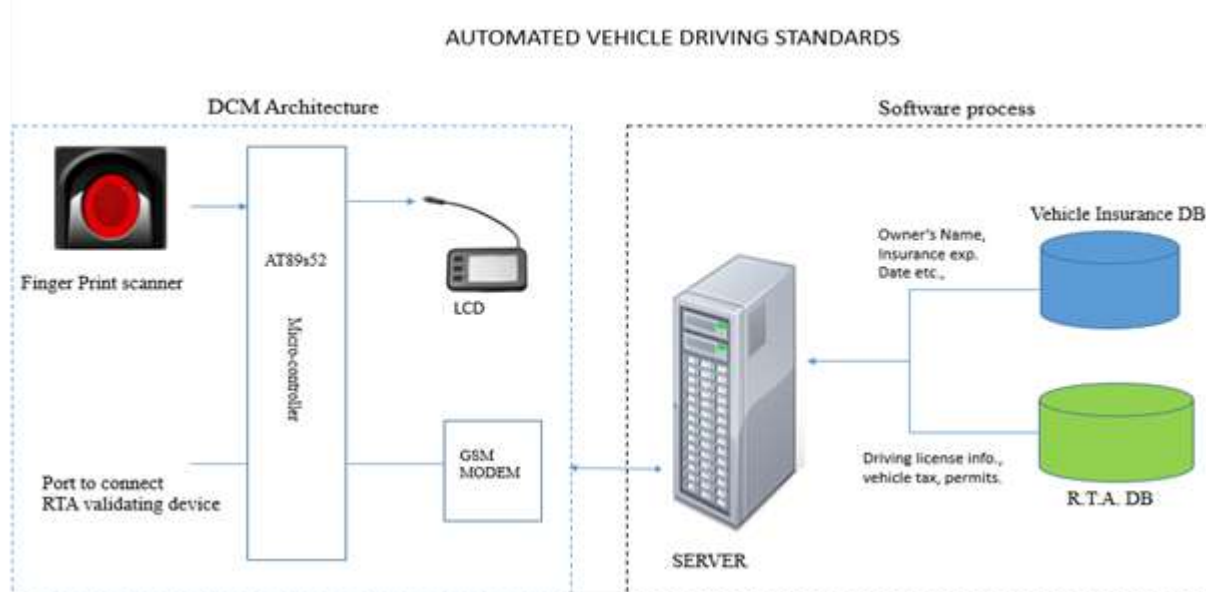 AUTOMATED VEHICLE DRIVING STANDARDS
DCM Architecture
Software process
Finger Print scanner
AT89s52
Micro-controller
LCD
Port to connect
RTA validating device
GSM
MODEM
SERVER
Owner's Name,
Insurance exp.
Date etc.,
Vehicle Insurance DB
Driving license info.,
vehicle tax, permits.
R.T.A. DB